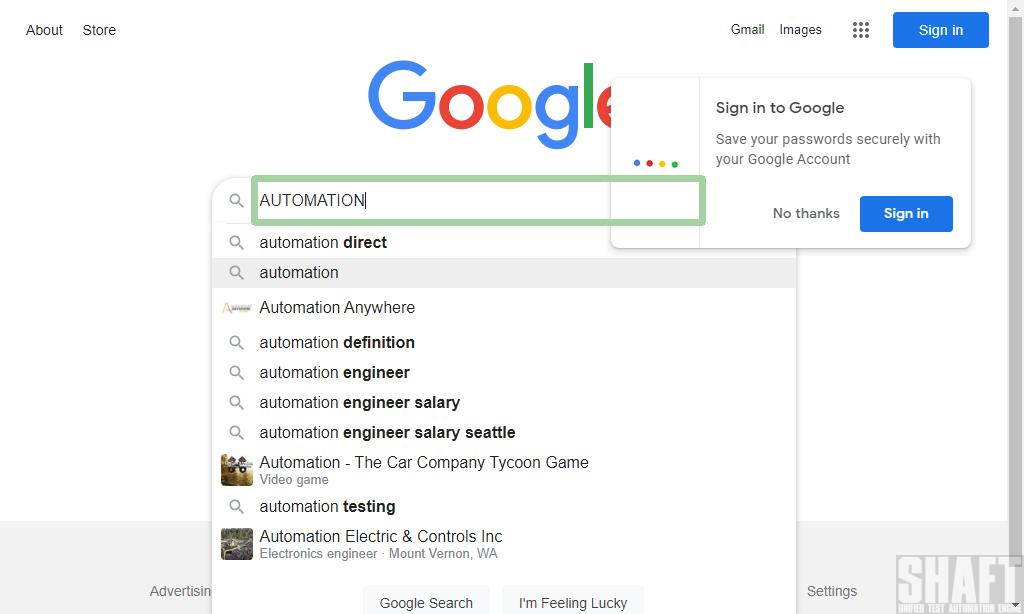 About Store
Gmail Images
Sign in
Google
Sign in to Google
Save your passwords securely with
your Google Account
No thanks
Sign in
AUTOMATION
automation direct
automation
Automation Anywhere
automation definition
automation engineer
automation engineer salary
automation engineer salary seattle
Automation - The Car Company Tycoon Game
Video game
automation testing
Automation Electric & Controls Inc
Electronics engineer · Mount Vernon, WA
Advertisin
Google Search
I'm Feeling Lucky
Settings
SHAFT
UNIFIED TEST AUTOMATION